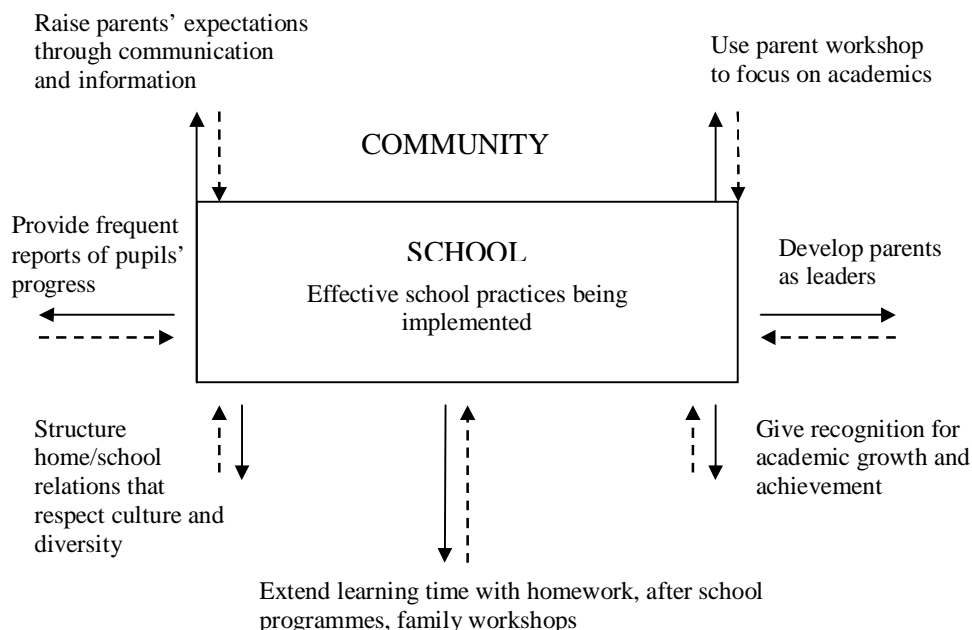 Raise parents’ expectations
through communication
and information
Use parent workshop
to focus on academics
COMMUNITY
Provide frequent
reports of pupils’
progress
SCHOOL
Effective school practices being
implemented
Develop parents
as leaders
Structure
home/school
relations that
respect culture and
diversity
Give recognition for
academic growth and
achievement
Extend learning time with homework, after school
programmes, family workshops